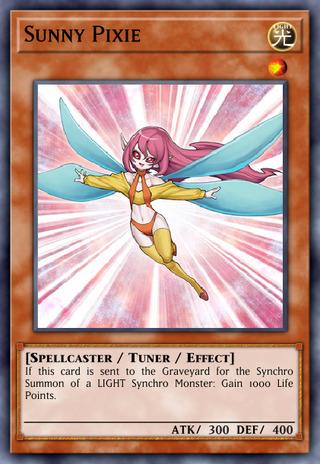 Sunny Pixie
LIGHT
光
[Spellcaster / Tuner / Effect]
If this card is sent to the Graveyard for the Synchro
Summon of a LIGHT Synchro Monster: Gain 1000 Life
Points.
ATK/ 300 DEF/ 400